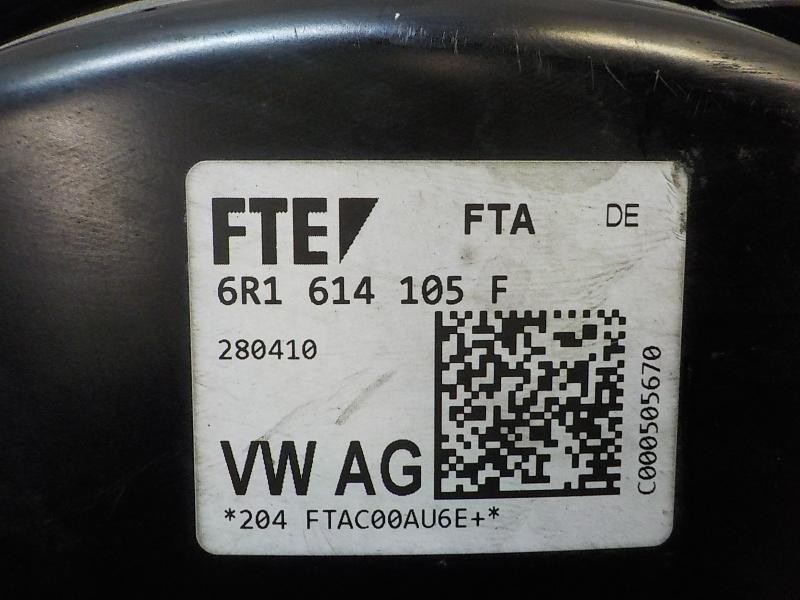 FTE FTA DE
6R1 614 105 F
280410
C000505670
VW AG
*204 FTAC00AU6E+*